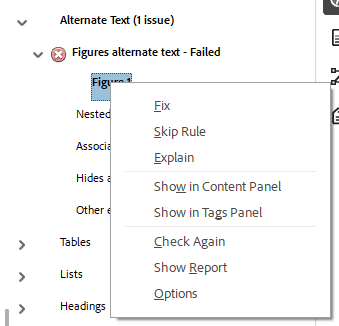 Alternate Text (1 issue)
Figures alternate text - Failed
Figure 1
Nested
Associa
Hides a
Other e
Tables
Lists
Headings
Fix
Skip Rule
Explain
Show in Content Panel
Show in Tags Panel
Check Again
Show Report
Options